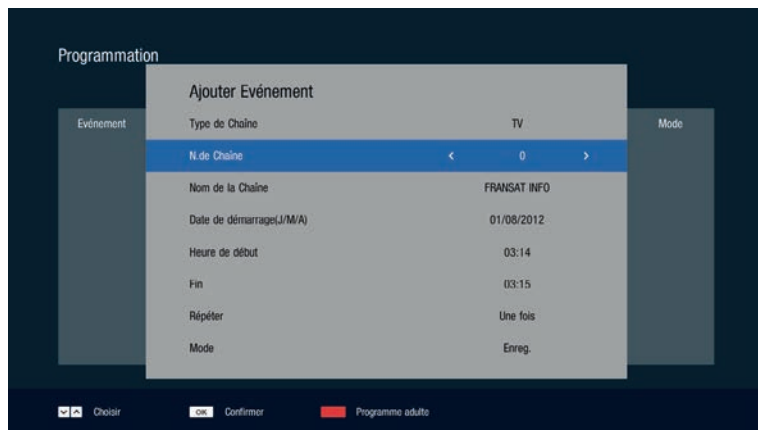 Programmation
Ajouter Evénement
Evénement
Type de Chaîne TV
Mode
N.de Chaîne < 0 >
Nom de la Chaîne FRANSAT INFO
Date de démarrage(J/M/A) 01/08/2012
Heure de début 03:14
Fin 03:15
Répéter Une fois
Mode Enreg.
Choisir OK Confirmer Programme adulte